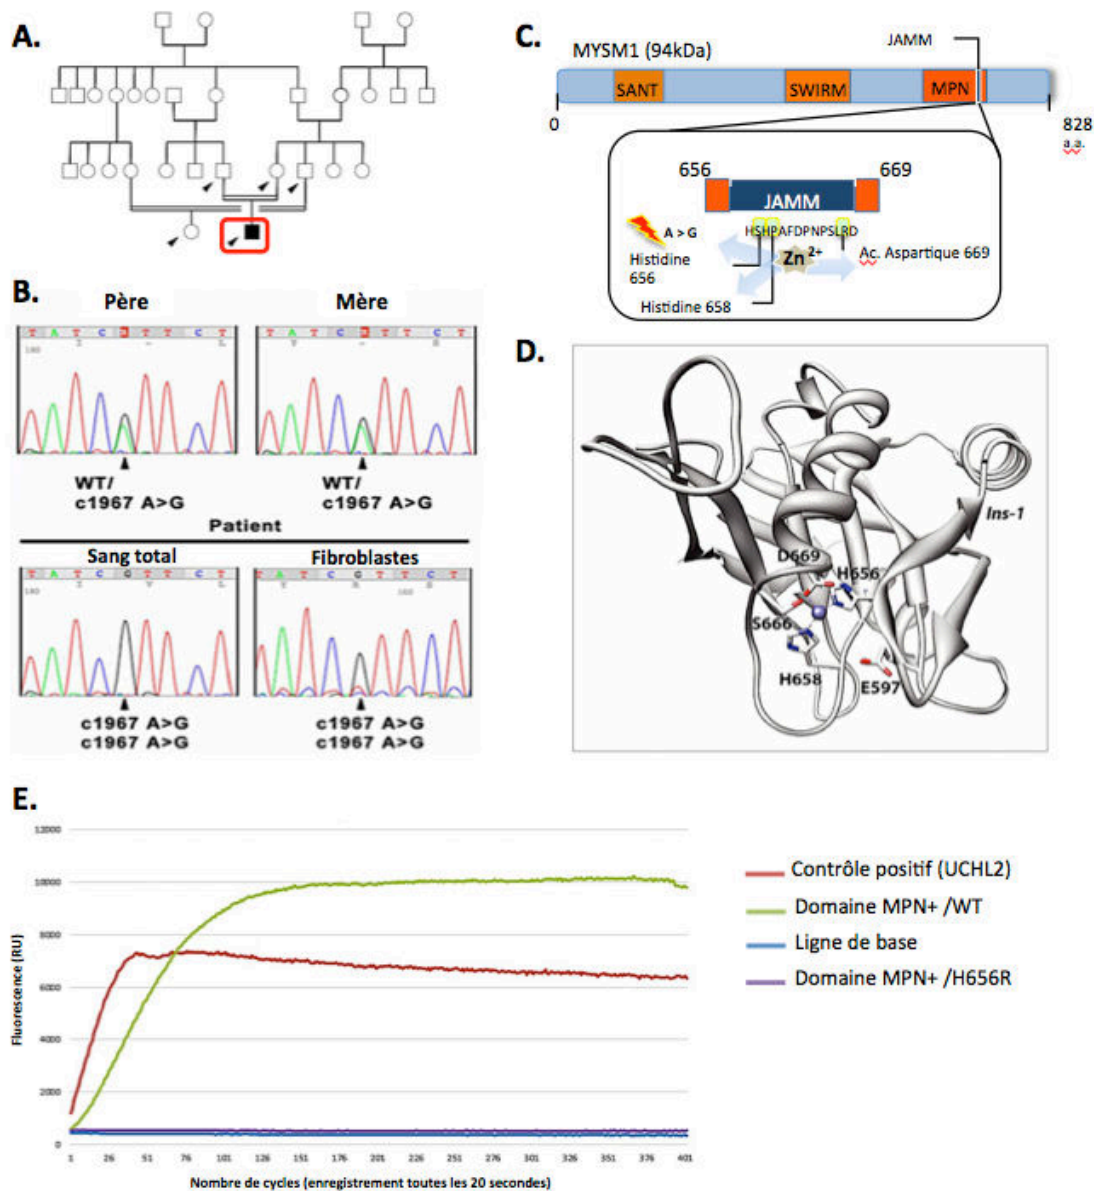 A.
B.
Père
Mère
T A T C R T T C T
180 I - L
T A T C R T T C T
Y - S
WT/
c1967 A>G
WT/
c1967 A>G
Patient
Sang total
Fibroblastes
T A T C G T T C T
180 I V L
T A T C G T T C T
Y R S
c1967 A>G
c1967 A>G
c1967 A>G
c1967 A>G
C.
JAMM
MYSM1 (94kDa)
SANT
SWIRM
MPN
0
828
a.a.
656
669
JAMM
A > G
HSHPAFDPNPSLRD
Zn 2+
Histidine
656
Ac. Aspartique 669
Histidine 658
D.
Ins-1
D669
H656
S666
H658
E597
E.
12000
10000
8000
6000
4000
2000
0
Fluorescence (RU)
1 26 51 76 101 126 151 176 201 226 251 276 301 326 351 376 401
Nombre de cycles (enregistrement toutes les 20 secondes)
Contrôle positif (UCHL2)
Domaine MPN+ /WT
Ligne de base
Domaine MPN+ /H656R